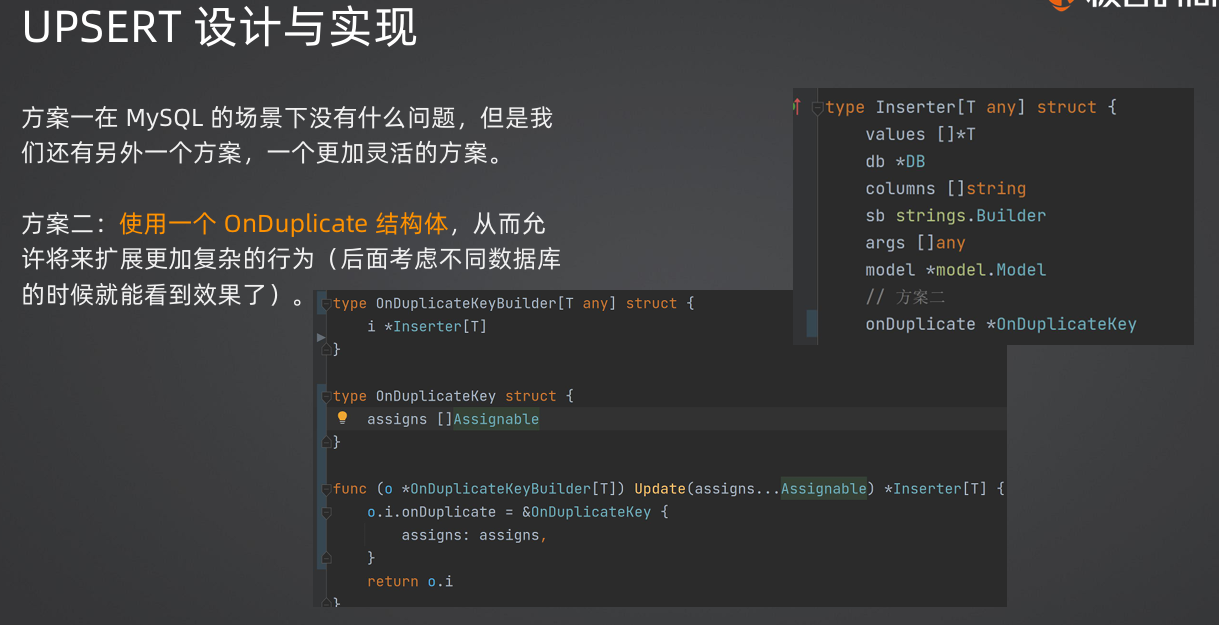 UPSERT 设计与实现
方案一在 MySQL 的场景下没有什么问题，但是我
们还有另外一个方案，一个更加灵活的方案。
方案二：使用一个 OnDuplicate 结构体，从而允
许将来扩展更加复杂的行为（后面考虑不同数据库
的时候就能看到效果了）。
type Inserter[T any] struct {
values []*T
db *DB
columns []string
sb strings.Builder
args []any
model *model.Model
// 方案二
onDuplicate *OnDuplicateKey
type OnDuplicateKeyBuilder[T any] struct {
i *Inserter[T]
}
type OnDuplicateKey struct {
assigns []Assignable
}
func (o *OnDuplicateKeyBuilder[T]) Update(assigns...Assignable) *Inserter[T] {
o.i.onDuplicate = &OnDuplicateKey {
assigns: assigns,
}
return o.i
}